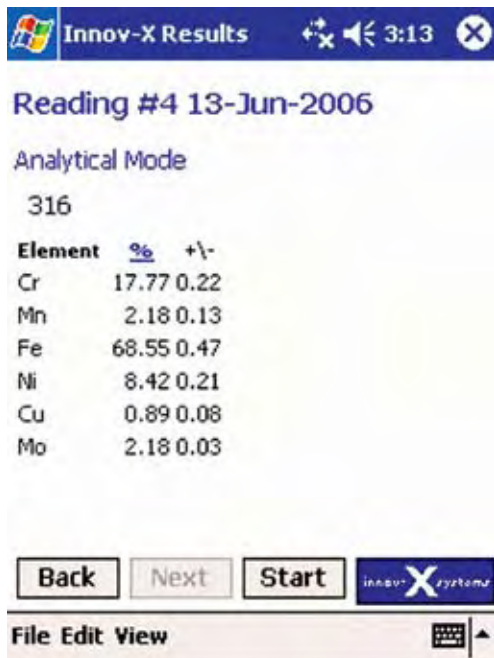 Innov-X Results 3:13
Reading #4 13-Jun-2006
Analytical Mode
316
Element % +\-
Cr 17.77 0.22
Mn 2.18 0.13
Fe 68.55 0.47
Ni 8.42 0.21
Cu 0.89 0.08
Mo 2.18 0.03
Back Next Start innov-X systems
File Edit View